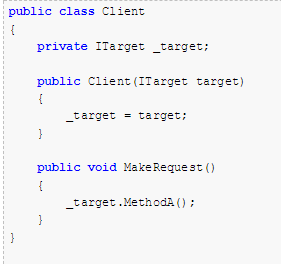 public class Client
{
    private ITarget _target;

    public Client(ITarget target)
    {
        _target = target;
    }

    public void MakeRequest()
    {
        _target.MethodA();
    }
}